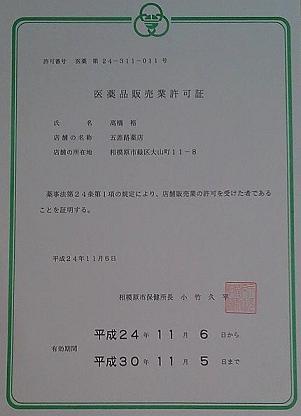 許可番号 医薬 第 24-311-011 号
医薬品販売業許可証
氏名 高橋 裕
店舗の名称 五差路薬店
店舗の所在地 相模原市緑区大山町11-8
薬事法第24条第1項の規定により、店舗販売業の許可を受けた者である
ことを証明する。
平成24年11月6日
相模原市保健所長 小竹久平
有効期間
平成24年 11月 6日から
平成30年 11月 5日まで